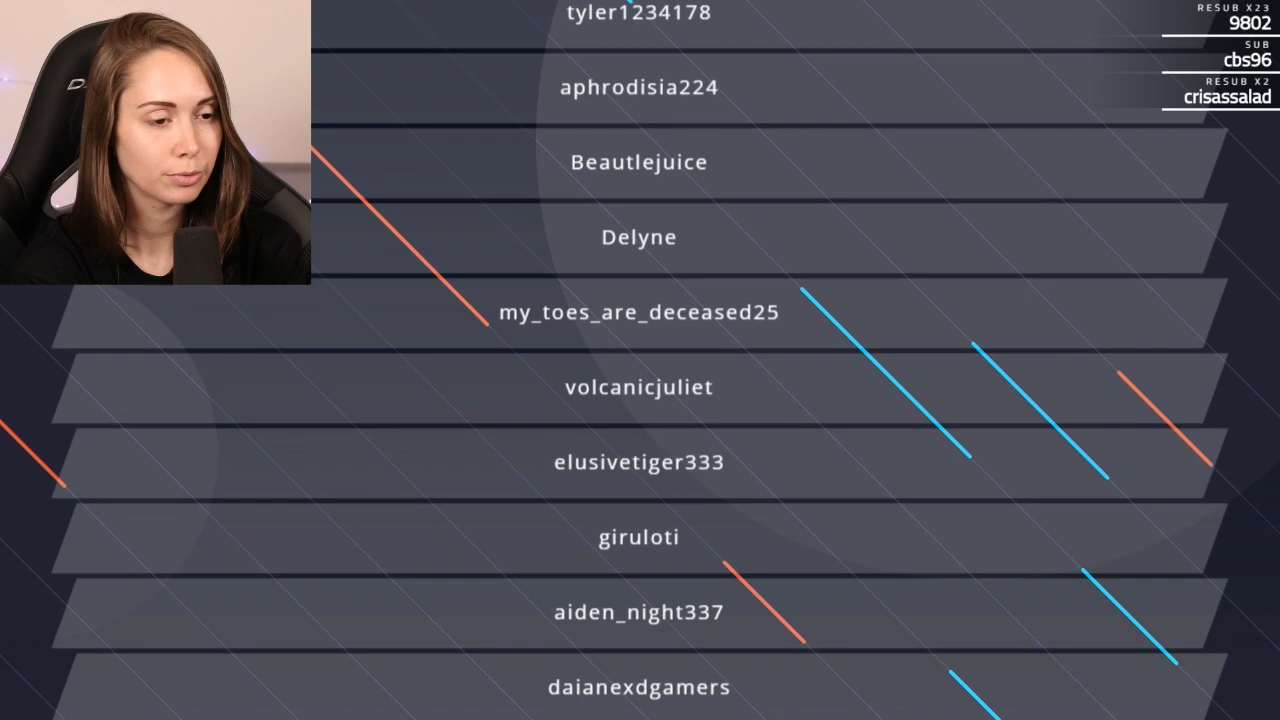 tyler1234178
aphrodisia224
Beautlejuice
Delyne
my_toes_are_deceased25
volcanicjuliet
elusivetiger333
giruloti
aiden_night337
daianexdgamers
RESUB X23
9802
SUB
cbs96
RESUB X2
crisassalad